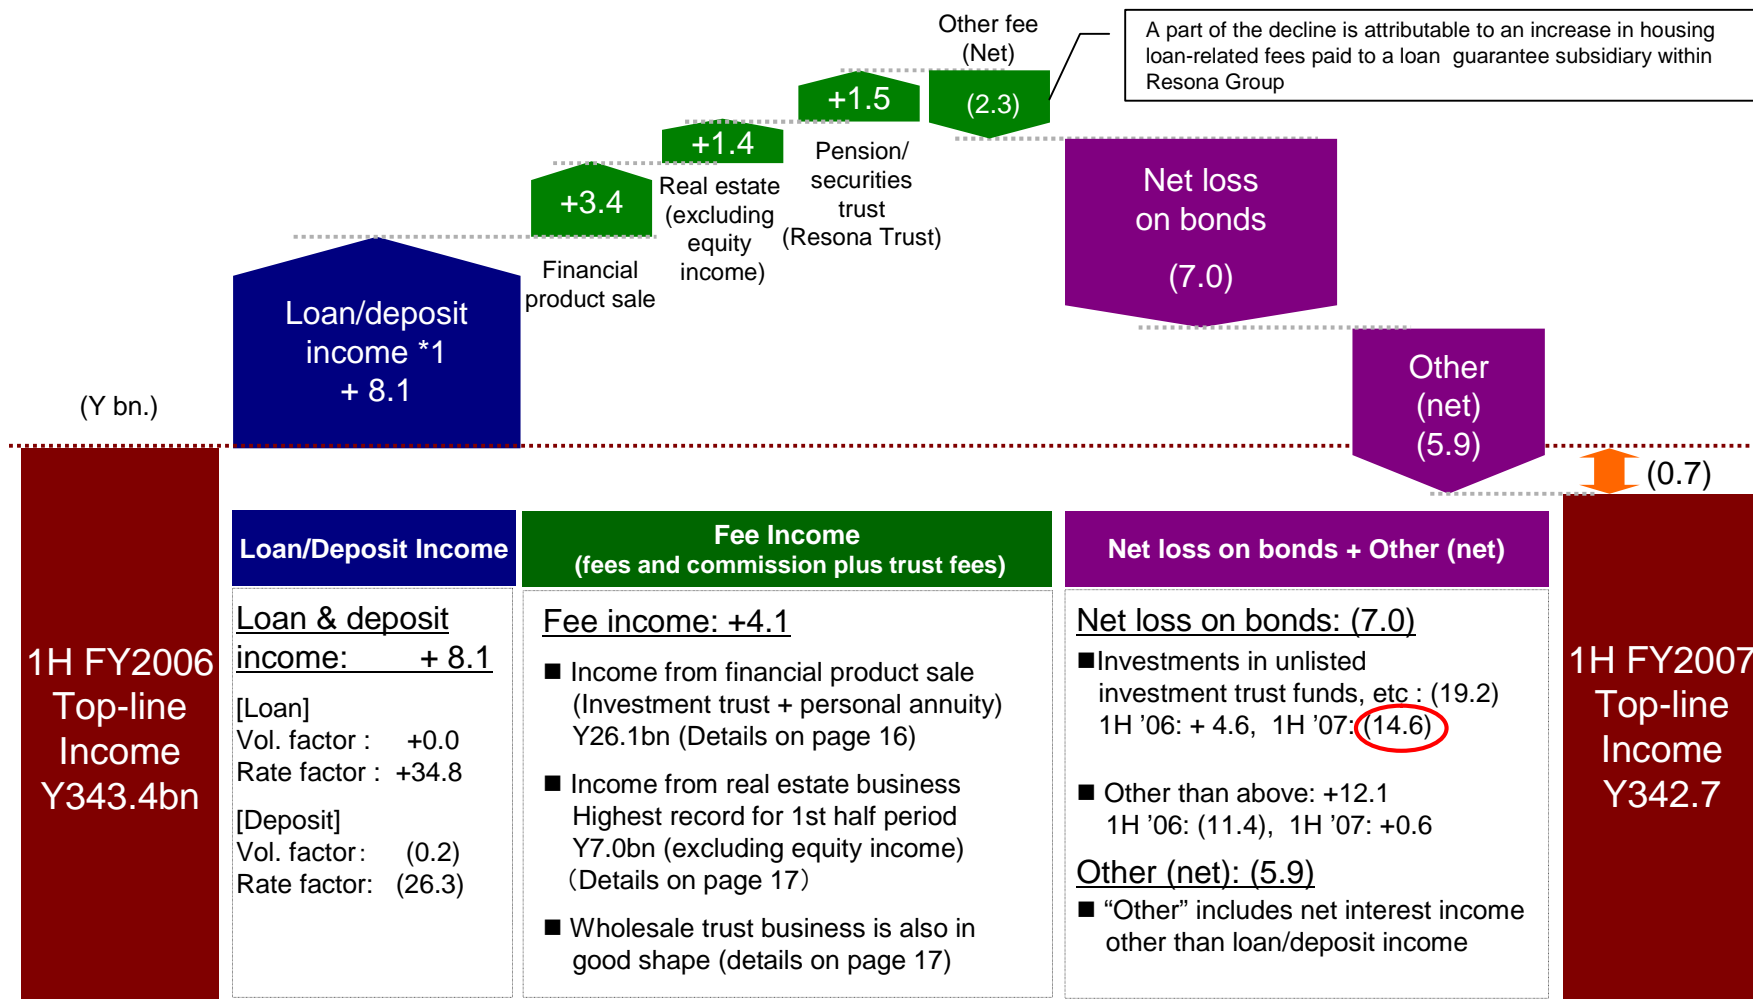 Other fee
(Net)
A part of the decline is attributable to an increase in housing
loan-related fees paid to a loan  guarantee subsidiary within
Resona Group
+1.5
(2.3)
+1.4
Pension/
securities
trust
(Resona Trust)
Net loss
on bonds
(7.0)
+3.4
Real estate
(excluding
equity
income)
Financial
product sale
Loan/deposit
income *1
+ 8.1
Other
(net)
(5.9)
(Y bn.)
(0.7)
1H FY2006
Top-line
Income
Y343.4bn
Loan/Deposit Income
Loan & deposit
income: + 8.1
[Loan]
Vol. factor : +0.0
Rate factor : +34.8
[Deposit]
Vol. factor: (0.2)
Rate factor: (26.3)
Fee Income
(fees and commission plus trust fees)
Fee income: +4.1
■ Income from financial product sale
(Investment trust + personal annuity)
Y26.1bn (Details on page 16)
■ Income from real estate business
Highest record for 1st half period
Y7.0bn (excluding equity income)
(Details on page 17)
■ Wholesale trust business is also in
good shape (details on page 17)
Net loss on bonds + Other (net)
Net loss on bonds: (7.0)
■Investments in unlisted
investment trust funds, etc : (19.2)
1H ’06: + 4.6, 1H ’07: (14.6)
■ Other than above: +12.1
1H ’06: (11.4), 1H ’07: +0.6
Other (net): (5.9)
■ “Other” includes net interest income
other than loan/deposit income
1H FY2007
Top-line
Income
Y342.7